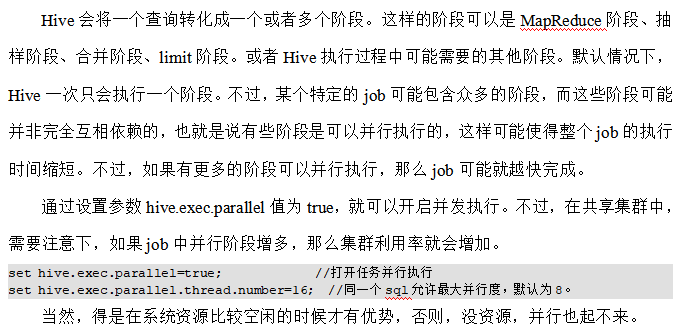 Hive 会将一个查询转化成一个或者多个阶段。这样的阶段可以是 MapReduce 阶段、抽
样阶段、合并阶段、limit 阶段。或者 Hive 执行过程中可能需要的其他阶段。默认情况下，
Hive 一次只会执行一个阶段。不过，某个特定的 job 可能包含众多的阶段，而这些阶段可能
并非完全互相依赖的，也就是说有些阶段是可以并行执行的，这样可能使得整个 job 的执行
时间缩短。不过，如果有更多的阶段可以并行执行，那么 job 可能就越快完成。
通过设置参数 hive.exec.parallel 值为 true，就可以开启并发执行。不过，在共享集群中，
需要注意下，如果 job 中并行阶段增多，那么集群利用率就会增加。
set hive.exec.parallel=true; //打开任务并行执行
set hive.exec.parallel.thread.number=16; //同一个 sql 允许最大并行度，默认为 8。
当然，得是在系统资源比较空闲的时候才有优势，否则，没资源，并行也起不来。